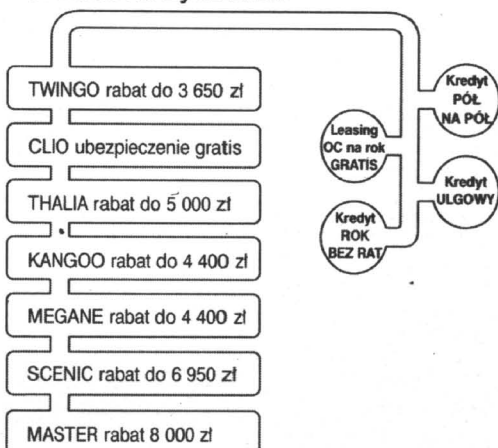 TWINGO rabat do 3 650 zł
CLIO ubezpieczenie gratis
THALIA rabat do 5 000 zł
KANGOO rabat do 4 400 zł
MEGANE rabat do 4 400 zł
SCENIC rabat do 6 950 zł
MASTER rabat 8 000 zł
Kredyt
PÓŁ
NA PÓŁ
Leasing
OC na rok
GRATIS
Kredyt
ULGOWY
Kredyt
ROK
BEZ RAT